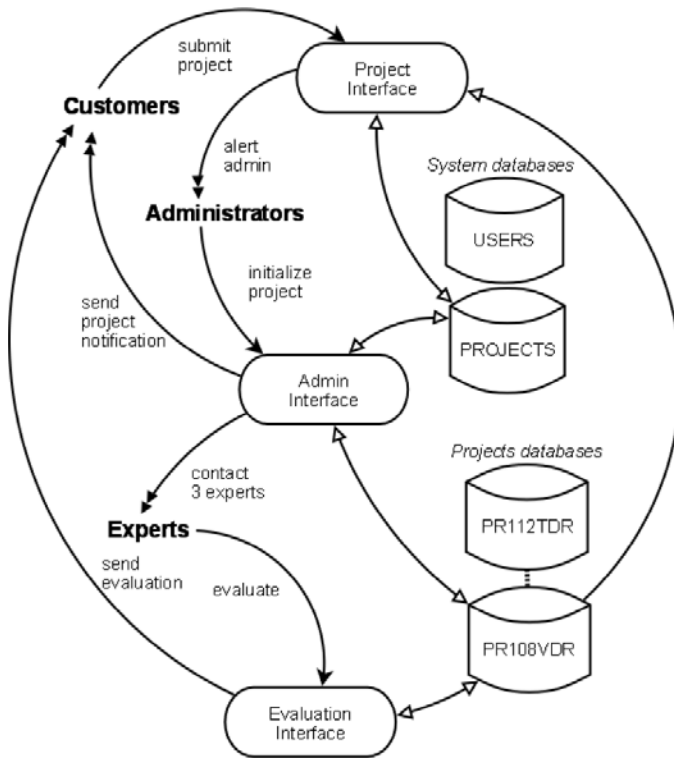 submit
project
Project
Interface
Customers
alert
admin
System databases
Administrators
USERS
initialize
project
send
project
notification
PROJECTS
Admin
Interface
Projects databases
contact
3 experts
PR112TDR
Experts
send
evaluation
evaluate
PR108VDR
Evaluation
Interface